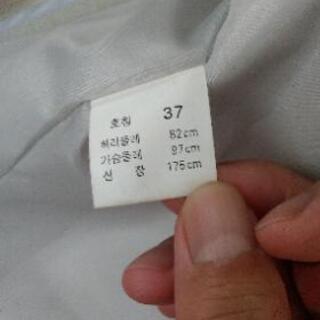 호칭 37
허리둘레 82cm
가슴둘레 97cm
신 장 175cm